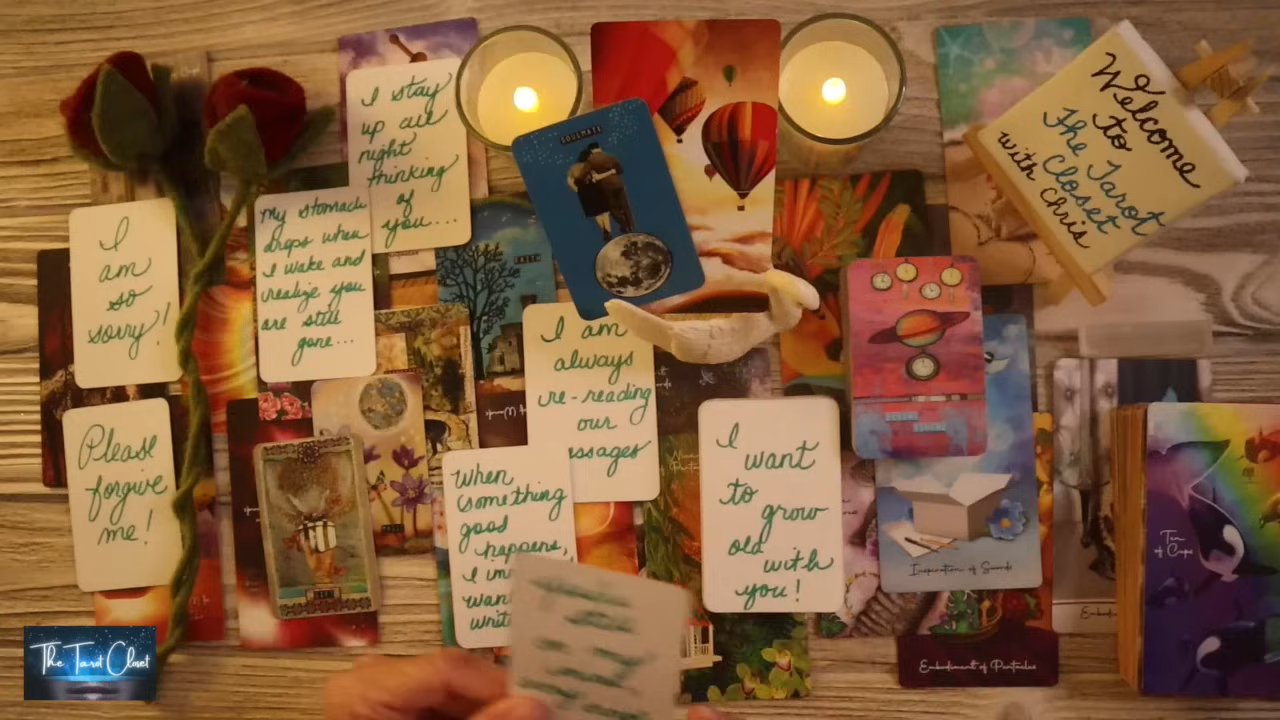 I stay
up all
night
thinking
of
you...
SOULMATE
Welcome
to
The Tarot
Closet
with Chris
I
am
so
sorry!
My stomach
drops when
I wake and
realize you
are still
gone...
FAITH
I am
always
re-reading
our
ssages
Please
forgive
me!
When
something
good
happens,
I
wan
I
want
to
grow
old with
you!
Inspiration of Swords
Ten
of Cups
Embodiment of Pentacles
The Tarot Closet